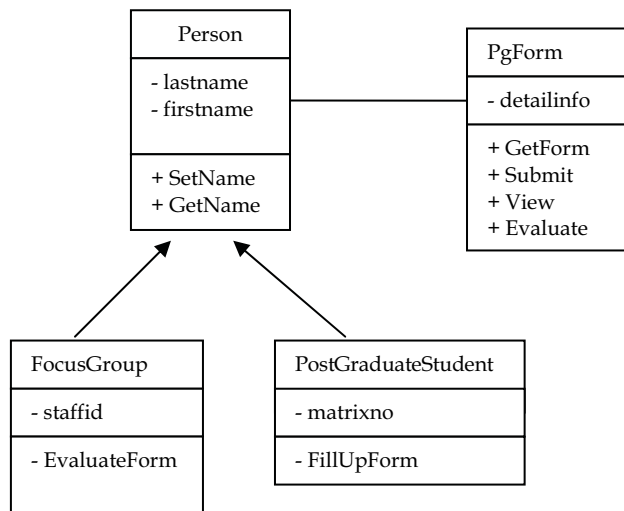 Person
- lastname
- firstname
+ SetName
+ GetName
PgForm
- detailinfo
+ GetForm
+ Submit
+ View
+ Evaluate
FocusGroup
- staffid
- EvaluateForm
PostGraduateStudent
- matrixno
- FillUpForm